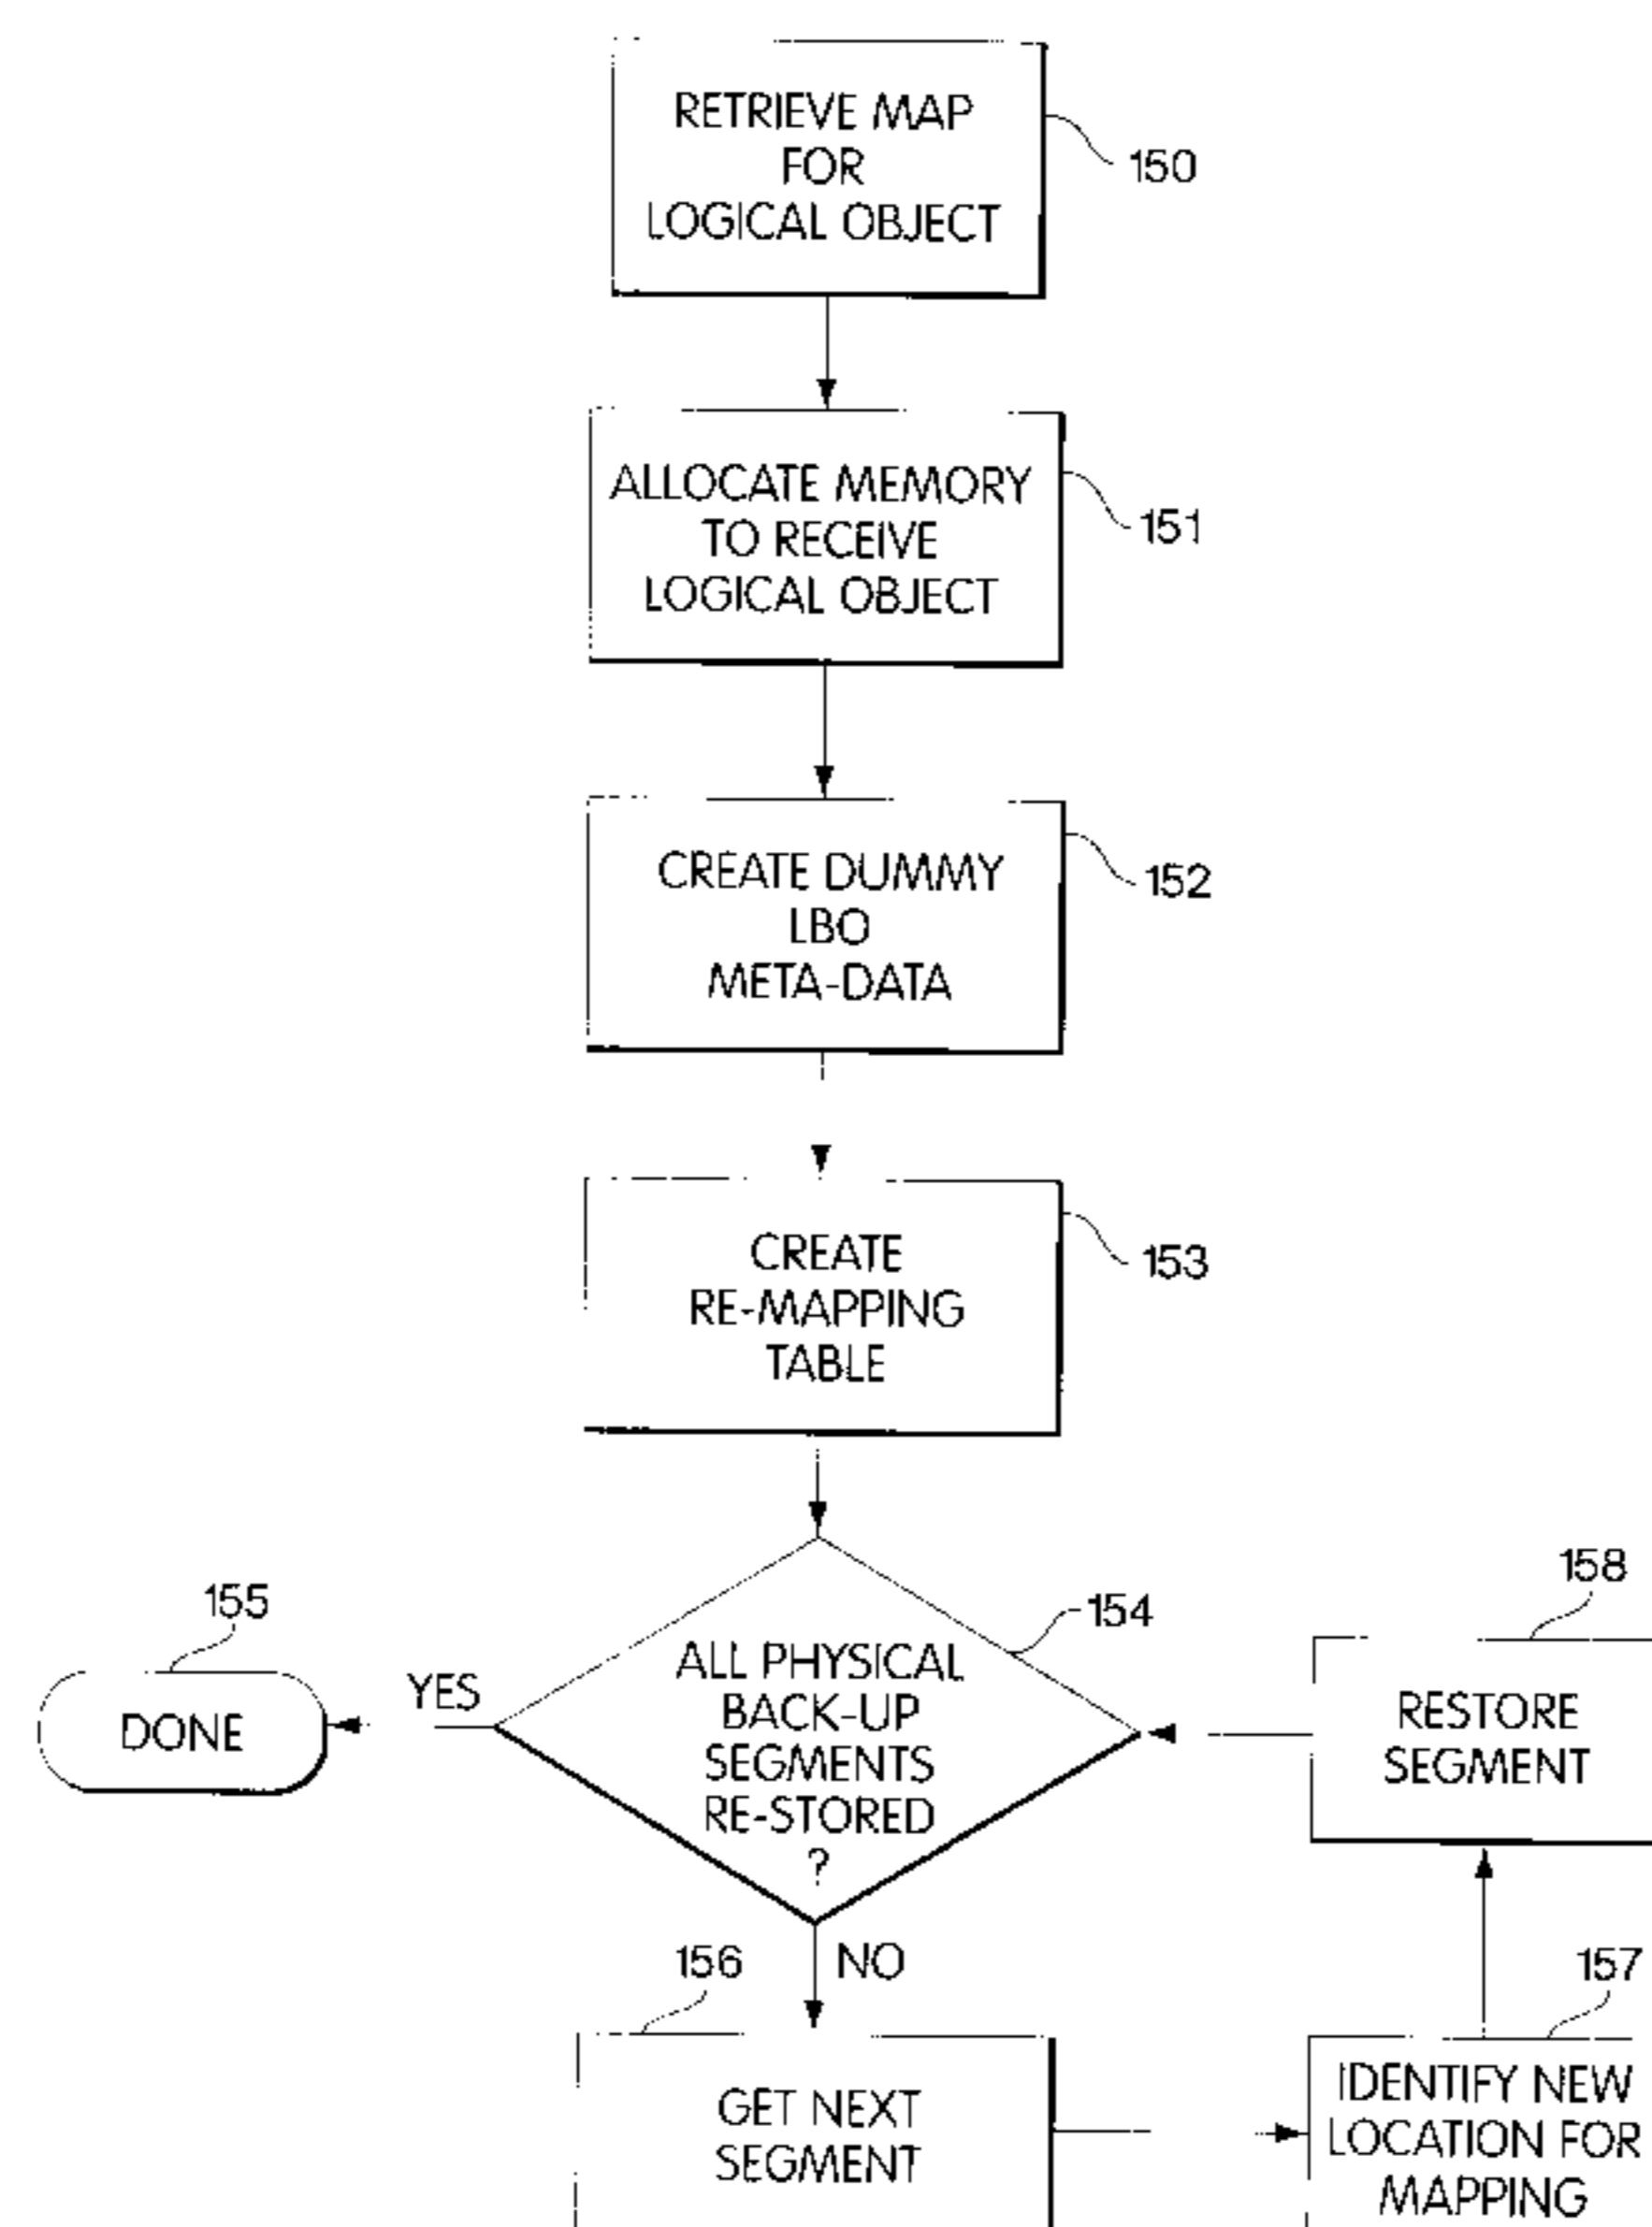 RETRIEVE MAP
FOR
LOGICAL OBJECT
150
ALLOCATE MEMORY
TO RECEIVE
LOGICAL OBJECT
151
CREATE DUMMY
LBO
META-DATA
152
CREATE
RE-MAPPING
TABLE
153
155
DONE
YES
154
ALL PHYSICAL
BACK-UP
SEGMENTS
RE-STORED
?
158
RESTORE
SEGMENT
NO
156
GET NEXT
SEGMENT
157
IDENTIFY NEW
LOCATION FOR
MAPPING